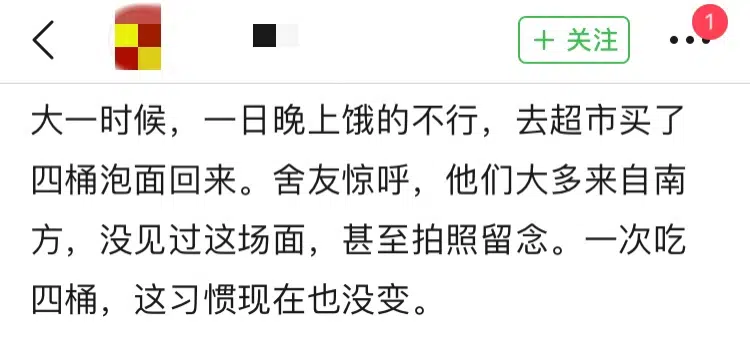 1
+ 关注
大一时候，一日晚上饿的不行，去超市买了
四桶泡面回来。舍友惊呼，他们大多来自南
方，没见过这场面，甚至拍照留念。一次吃
四桶，这习惯现在也没变。